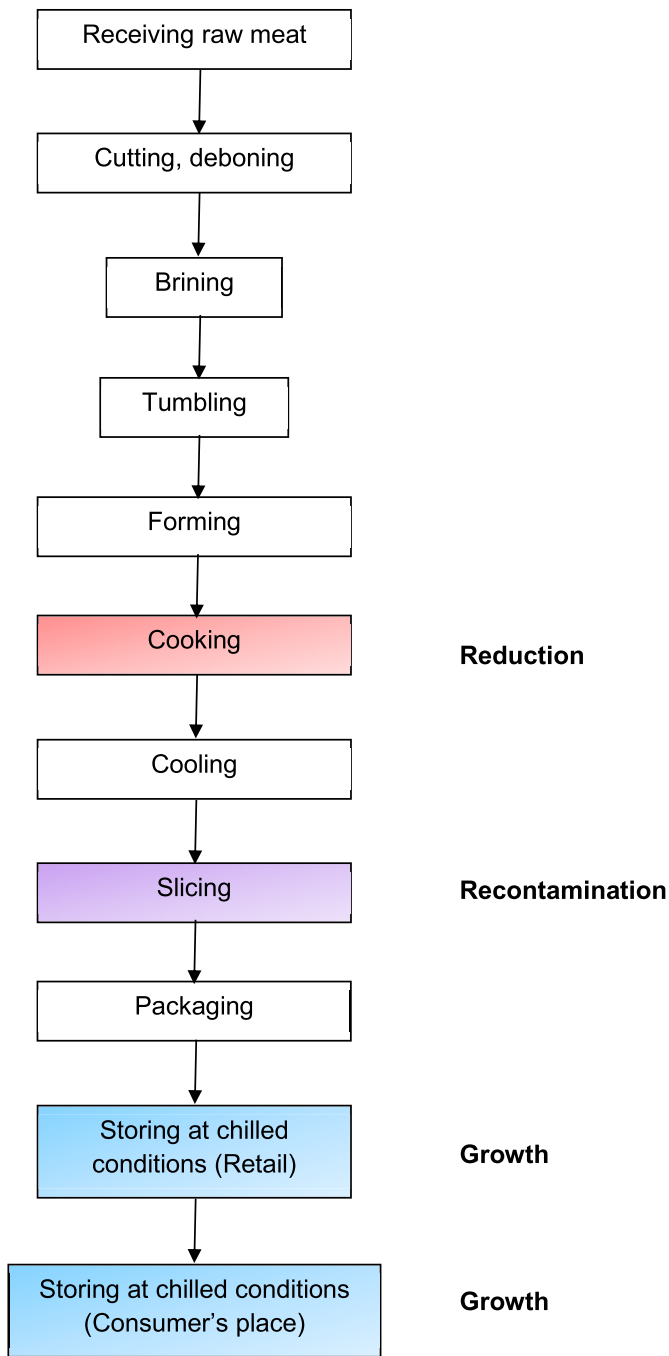 Receiving raw meat
Cutting, deboning
Brining
Tumbling
Forming
Cooking
Reduction
Cooling
Slicing
Recontamination
Packaging
Storing at chilled
conditions (Retail)
Growth
Storing at chilled conditions
(Consumer’s place)
Growth